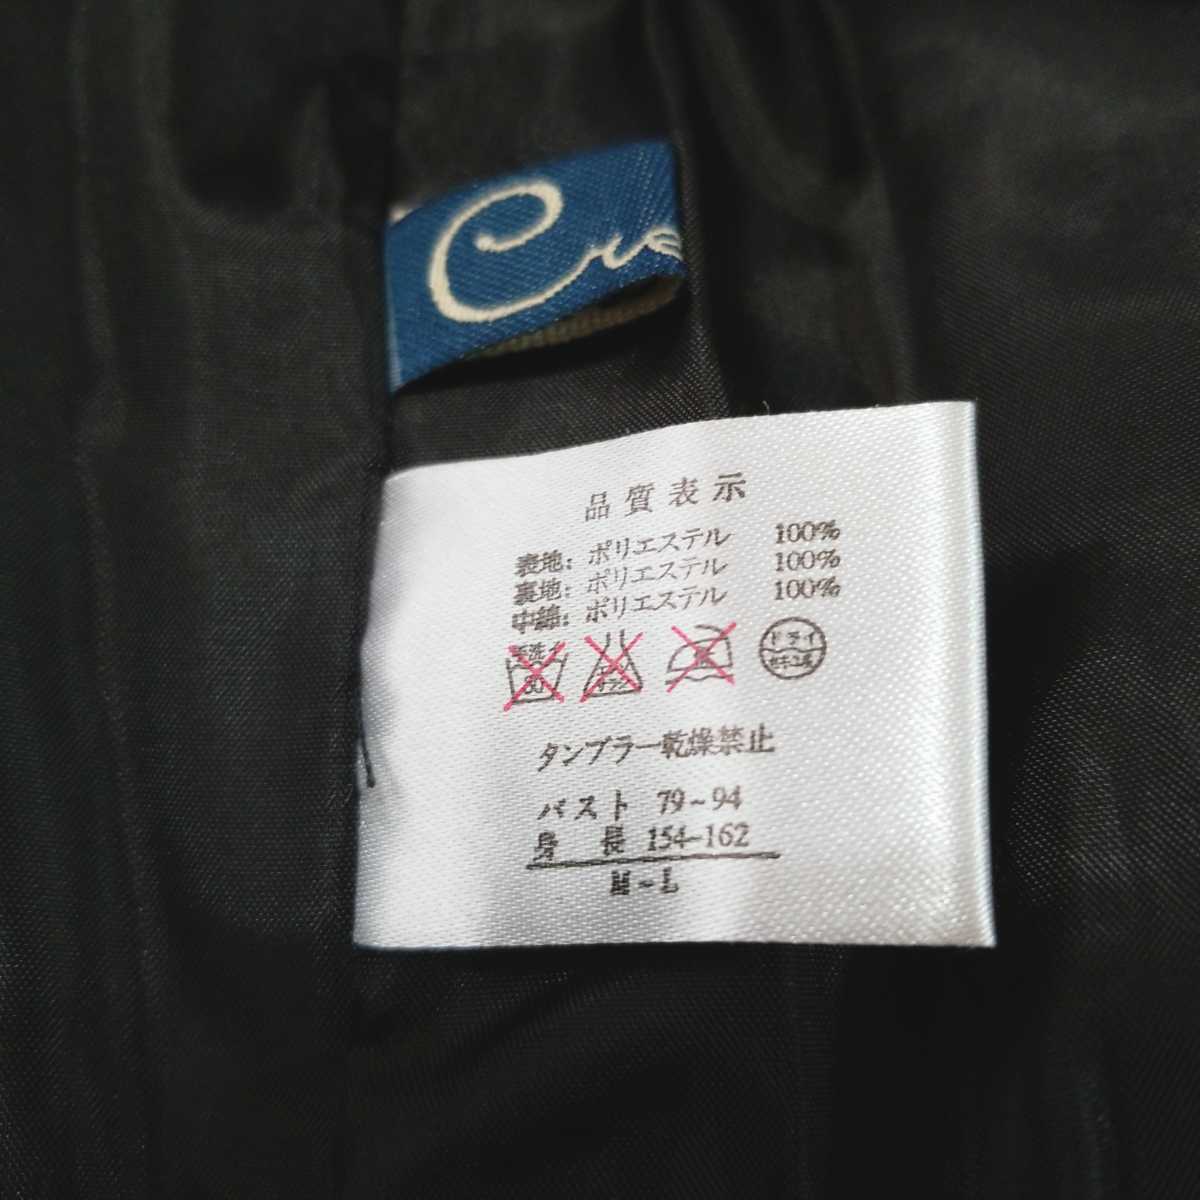 Cre
品質表示
表地: ポリエステル 100%
裏地: ポリエステル 100%
中綿: ポリエステル 100%
ドライ
タンブラー乾燥禁止
バスト 79~94
身長 154-162
M~L